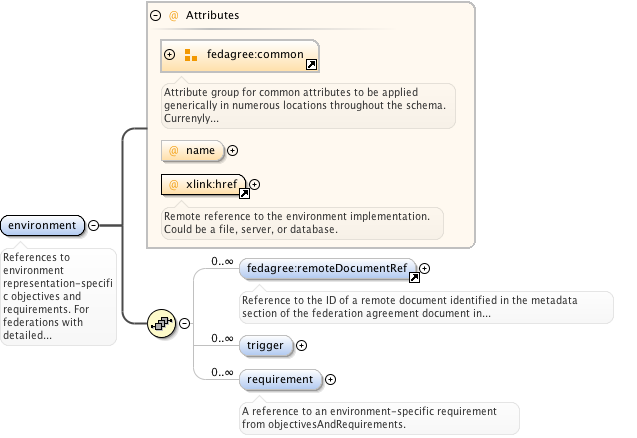 @ Attributes
fedagree:common
Attribute group for common attributes to be applied
generically in numerous locations throughout the schema.
Currenyly...
@ name
@ xlink:href
Remote reference to the environment implementation.
Could be a file, server, or database.
environment
References to
environment
representation-specifi
c objectives and
requirements. For
federations with
detailed...
0..∞
fedagree:remoteDocumentRef
Reference to the ID of a remote document identified in the metadata
section of the federation agreement document in...
0..∞
trigger
0..∞
requirement
A reference to an environment-specific requirement
from objectivesAndRequirements.